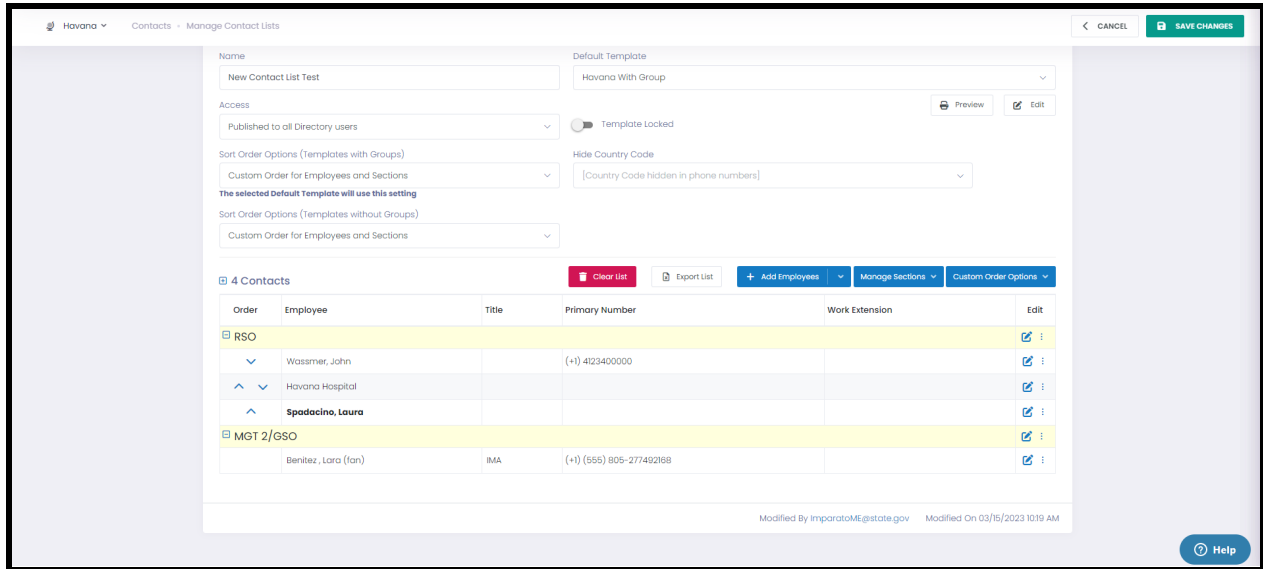 Havana Contacts • Manage Contact Lists CANCEL SAVE CHANGES
Name Default Template
New Contact List Test Havana With Group
Access Preview Edit
Published to all Directory users Template Locked
Sort Order Options (Templates with Groups) Hide Country Code
Custom Order for Employees and Sections [Country Code hidden in phone numbers]
The selected Default Template will use this setting
Sort Order Options (Templates without Groups)
Custom Order for Employees and Sections
4 Contacts Clear List Export List + Add Employees Manage Sections Custom Order Options
Order Employee Title Primary Number Work Extension Edit
RSO
Wassmer, John (+1) 4123400000
Havana Hospital
Spadacino, Laura
MGT 2/GSO
Benitez , Lara (fan) IMA (+1) (555) 805-277492168
Modified By ImparatoME@state.gov Modified On 03/15/2023 10:19 AM
Help